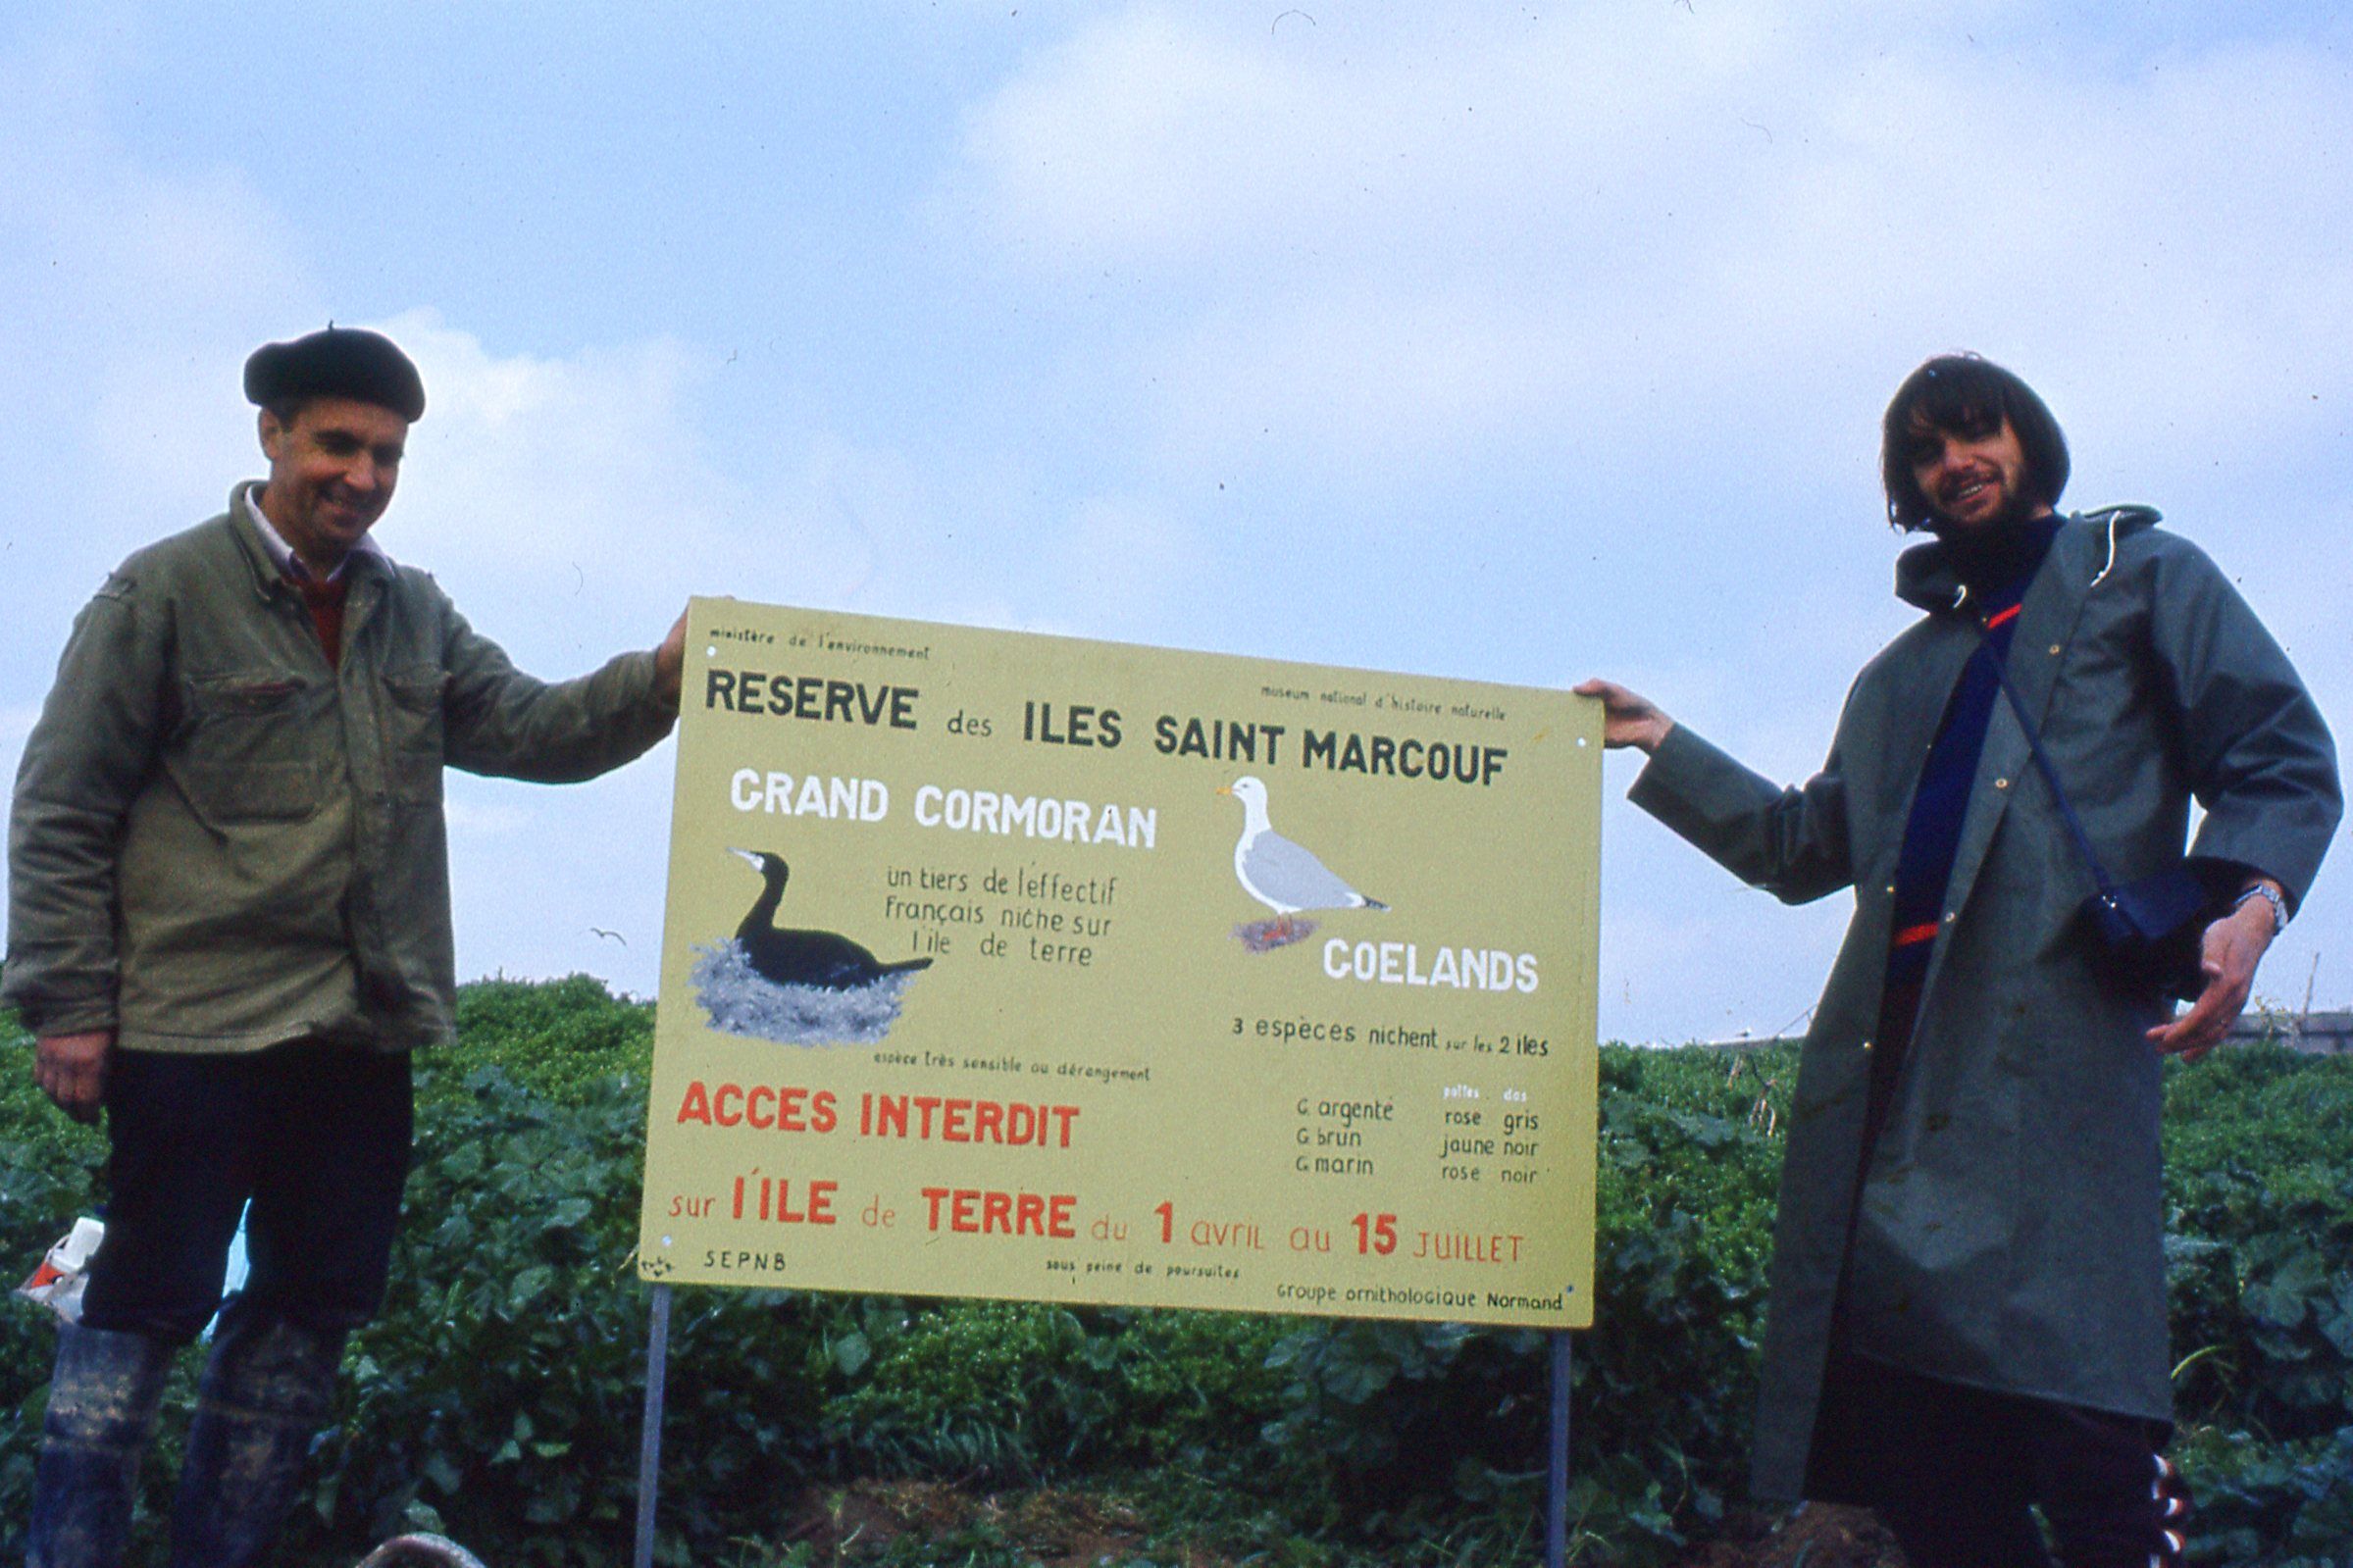 ministère de l'environnement
museum national d'histoire naturelle
RESERVE des ILES SAINT MARCOUF
GRAND CORMORAN
un tiers de l'effectif
Français niche sur
l'ile de terre
GOELANDS
3 espèces nichent sur les 2 iles
espèce très sensible au dérangement
ACCES INTERDIT
pattes dos
G. argenté rose gris
G. brun jaune noir
G. marin rose noir
sur l'ILE de TERRE du 1 avril au 15 JUILLET
SEPNB
sous peine de poursuites
Groupe ornithologique Normand